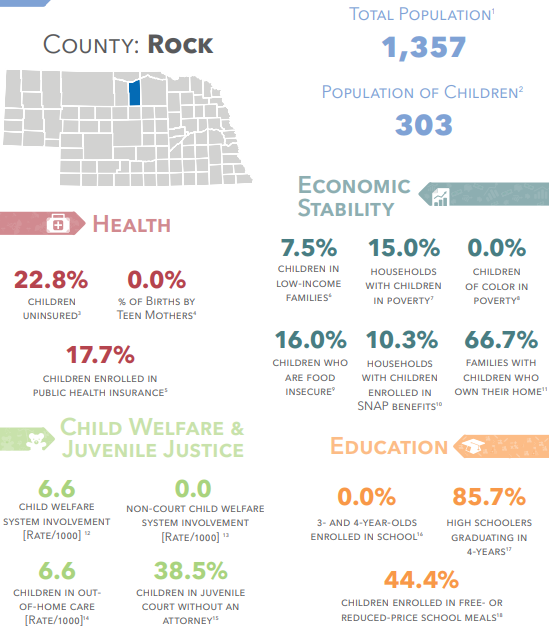 County: Rock
Total Population¹
1,357
Population of Children²
303
Economic
Stability
Health
7.5%
Children in
low-income
families⁶
15.0%
Households
with children
in poverty⁷
0.0%
Children
of color in
poverty⁸
22.8%
Children
uninsured³
0.0%
% of Births by
Teen Mothers⁴
17.7%
Children enrolled in
public health insurance⁵
16.0%
Children who
are food
insecure⁹
10.3%
Households
with children
enrolled in
SNAP benefits¹⁰
66.7%
Families with
children who
own their home¹¹
Child Welfare &
Juvenile Justice
6.6
Child welfare
system involvement
[Rate/1000] ¹²
0.0
Non-court child welfare
system involvement
[Rate/1000] ¹³
6.6
Children in out-
of-home care
[Rate/1000]¹⁴
38.5%
Children in juvenile
court without an
attorney¹⁵
Education
0.0%
3- and 4-year-olds
enrolled in school¹⁶
85.7%
High schoolers
graduating in
4-years¹⁷
44.4%
Children enrolled in free- or
reduced-price school meals¹⁸